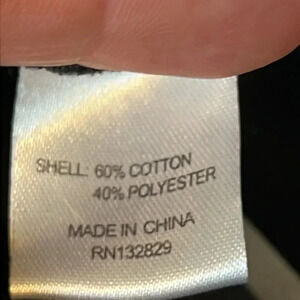 SHELL: 60% COTTON
40% POLYESTER
MADE IN CHINA
RN132829